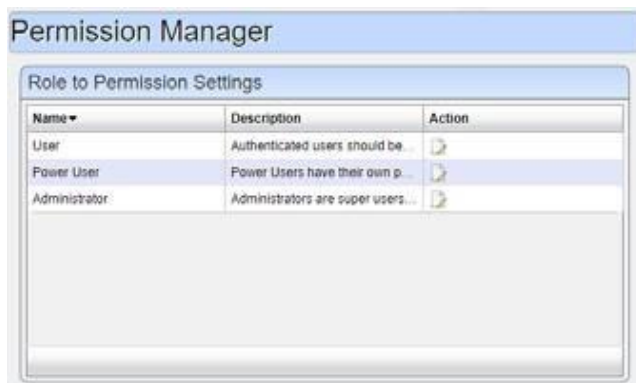 Permission Manager
Role to Permission Settings
Name Description Action
User Authenticated users should be...
Power User Power Users have their own p...
Administrator Administrators are super users...